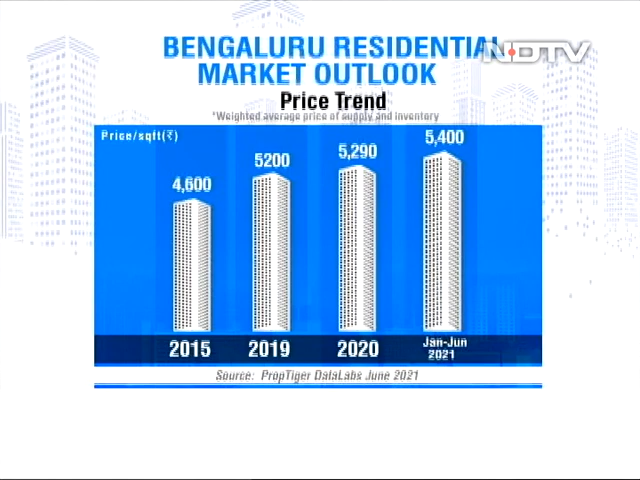 BENGALURU RESIDENTIAL
NDTV
MARKET OUTLOOK
Price Trend
*Weighted average price of supply and inventory
Price/sqft(₹)
4,600
5200
5,290
5,400
2015
2019
2020
Jan-Jun
2021
Source: PropTiger DataLabs June 2021